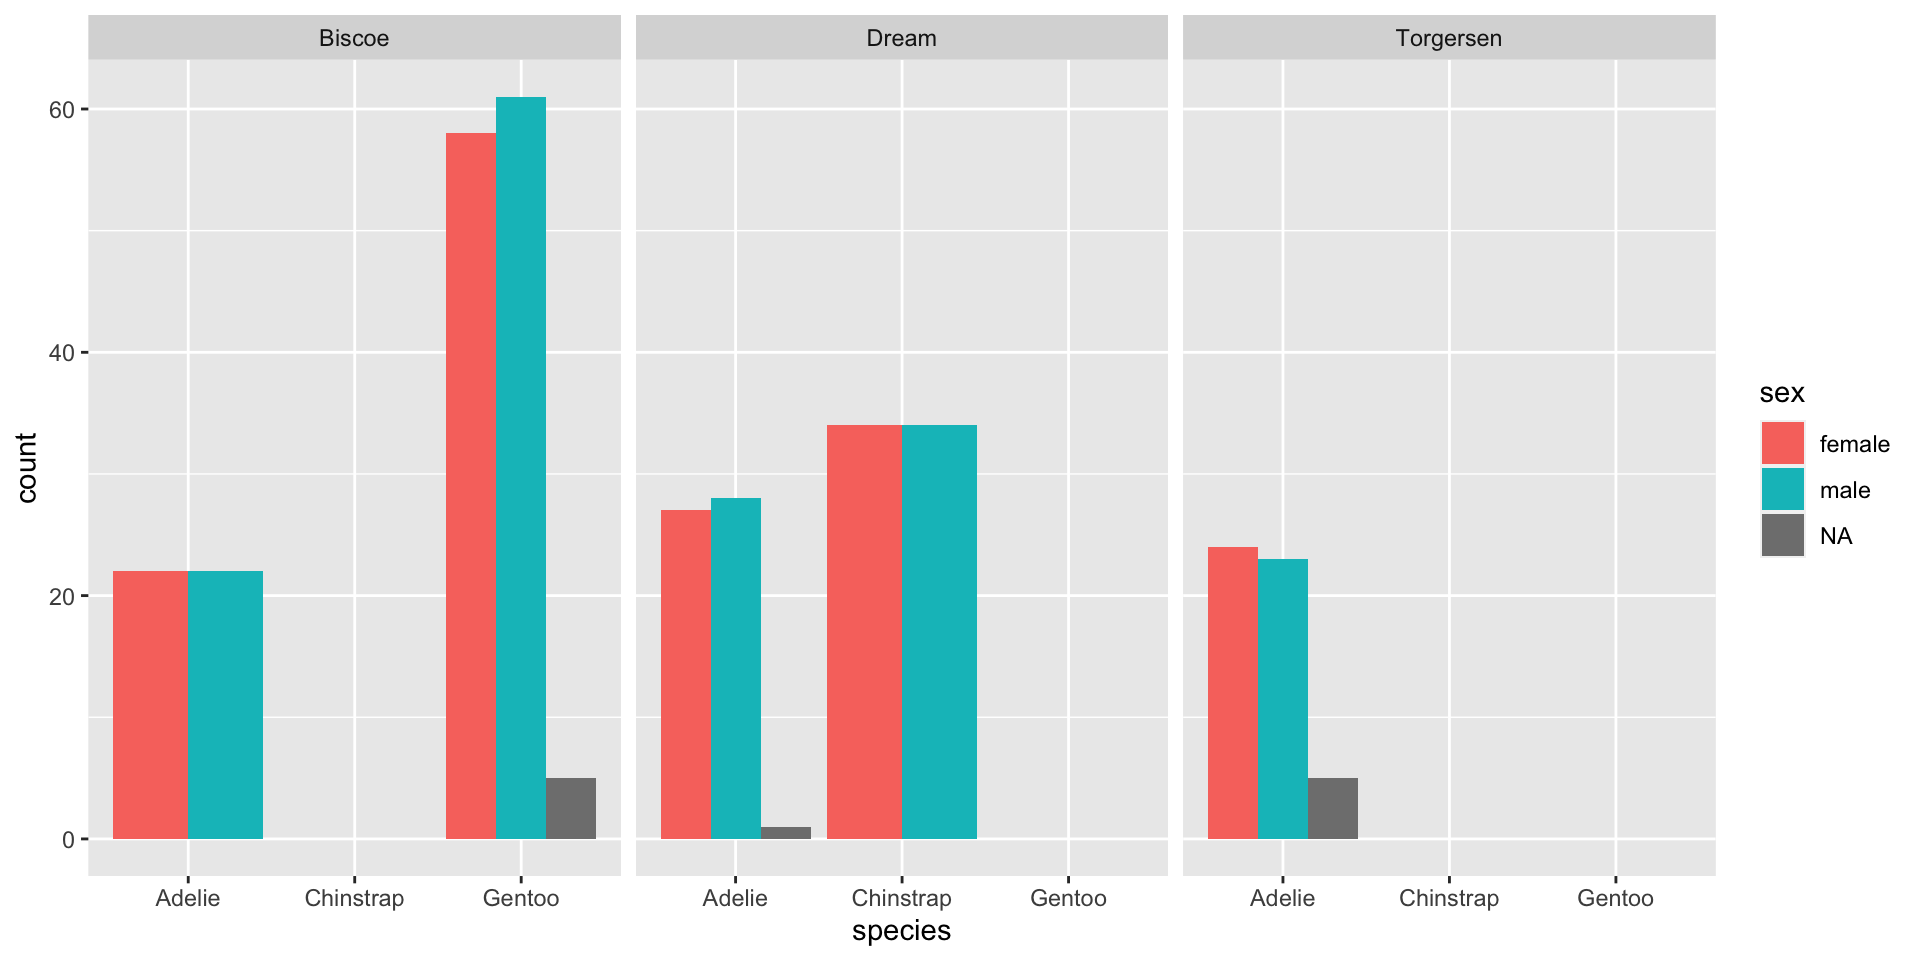 Biscoe Dream Torgersen
60
40
20
0
count
Adelie Chinstrap Gentoo Adelie Chinstrap Gentoo Adelie Chinstrap Gentoo
species
sex
female
male
NA